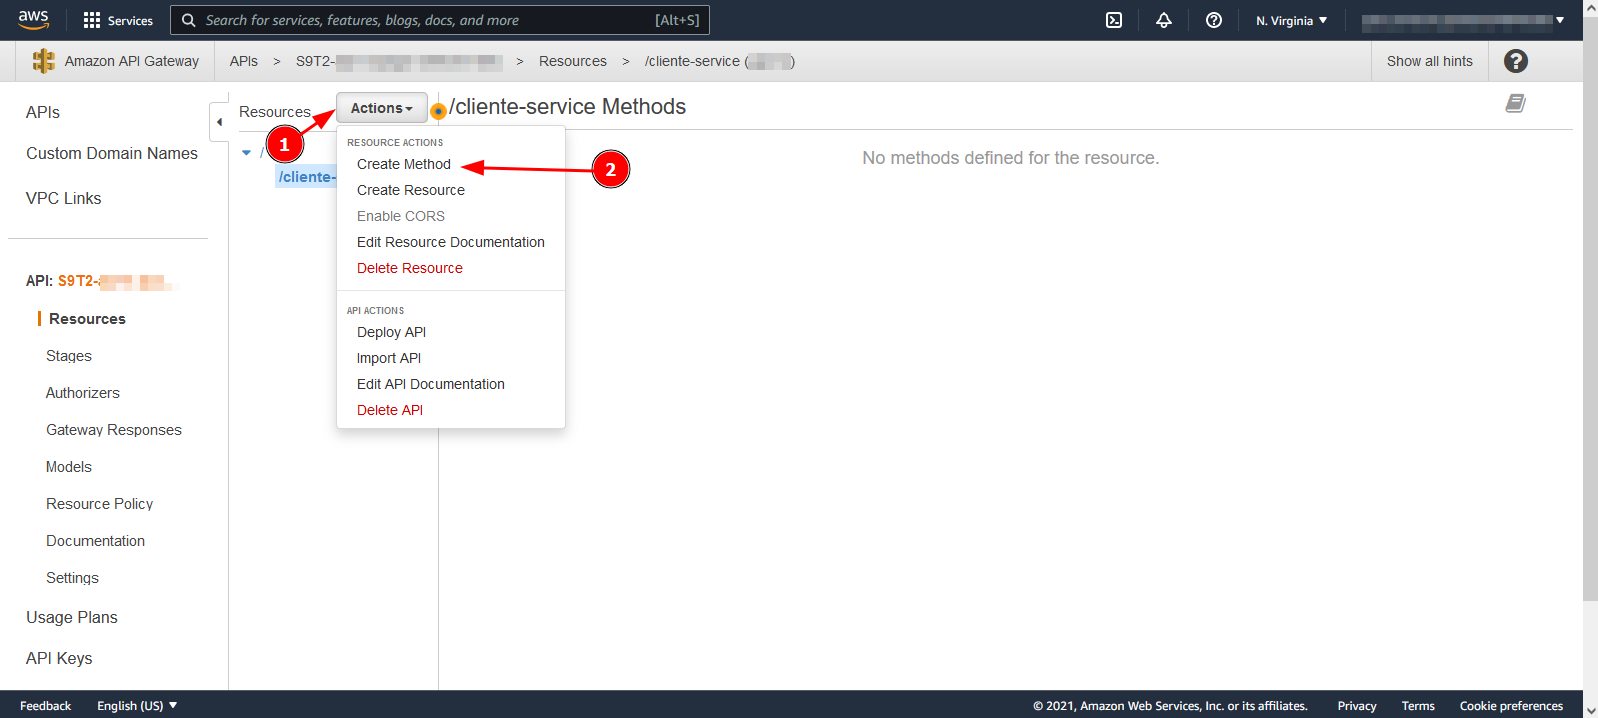 aws
Services
Search for services, features, blogs, docs, and more [Alt+S]
N. Virginia
Amazon API Gateway
APIs > S9T2- > Resources > /cliente-service ( )
Show all hints
APIs
Custom Domain Names
VPC Links
API: S9T2-
Resources
Stages
Authorizers
Gateway Responses
Models
Resource Policy
Documentation
Settings
Usage Plans
API Keys
Resources
Actions
1
/
/cliente-
RESOURCE ACTIONS
Create Method
2
Create Resource
Enable CORS
Edit Resource Documentation
Delete Resource
API ACTIONS
Deploy API
Import API
Edit API Documentation
Delete API
/cliente-service Methods
No methods defined for the resource.
Feedback English (US)
© 2021, Amazon Web Services, Inc. or its affiliates. Privacy Terms Cookie preferences